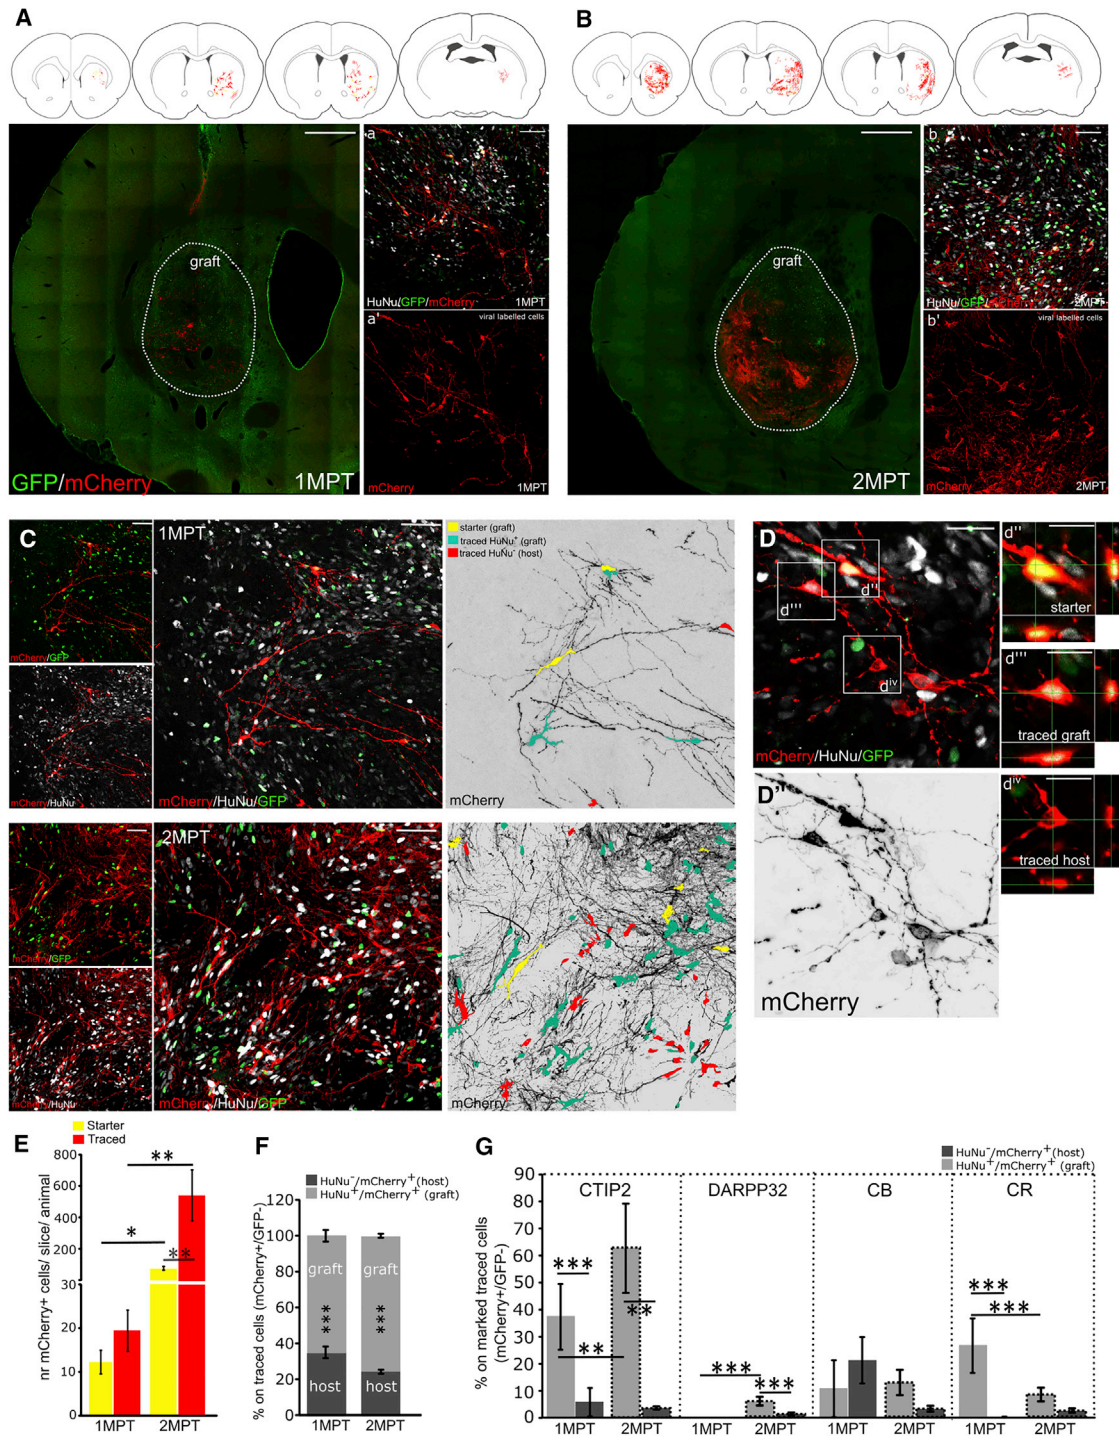 A
B
graft
GFP/mCherry
1MPT
a
HuNu/GFP/mCherry
1MPT
a'
viral labelled cells
mCherry
1MPT
graft
2MPT
b
HuNu/GFP/mCherry
2MPT
b'
viral labelled cells
mCherry
2MPT
C
mCherry/GFP
mCherry/HuNu
1MPT
mCherry/HuNu/GFP
starter (graft)
traced HuNu+ (graft)
traced HuNu- (host)
mCherry
mCherry/GFP
mCherry/HuNu
2MPT
mCherry/HuNu/GFP
mCherry
D
d''
d'''
div
mCherry/HuNu/GFP
d''
starter
d'''
traced graft
div
traced host
D'
mCherry
E
Starter
Traced
nr mCherry+ cells/ slice/ animal
800
600
400
200
30
20
10
0
**
*
**
1MPT
2MPT
F
HuNu-/mCherry+(host)
HuNu+/mCherry+ (graft)
% on traced cells (mCherry+/GFP-)
120
100
80
60
40
20
0
graft
graft
***
***
host
host
1MPT
2MPT
G
HuNu-/mCherry+(host)
HuNu+/mCherry+ (graft)
% on marked traced cells
(mCherry+/GFP-)
90
80
70
60
50
40
30
20
10
0
CTIP2
DARPP32
CB
CR
***
**
**
***
***
***
***
1MPT
2MPT
1MPT
2MPT
1MPT
2MPT
1MPT
2MPT